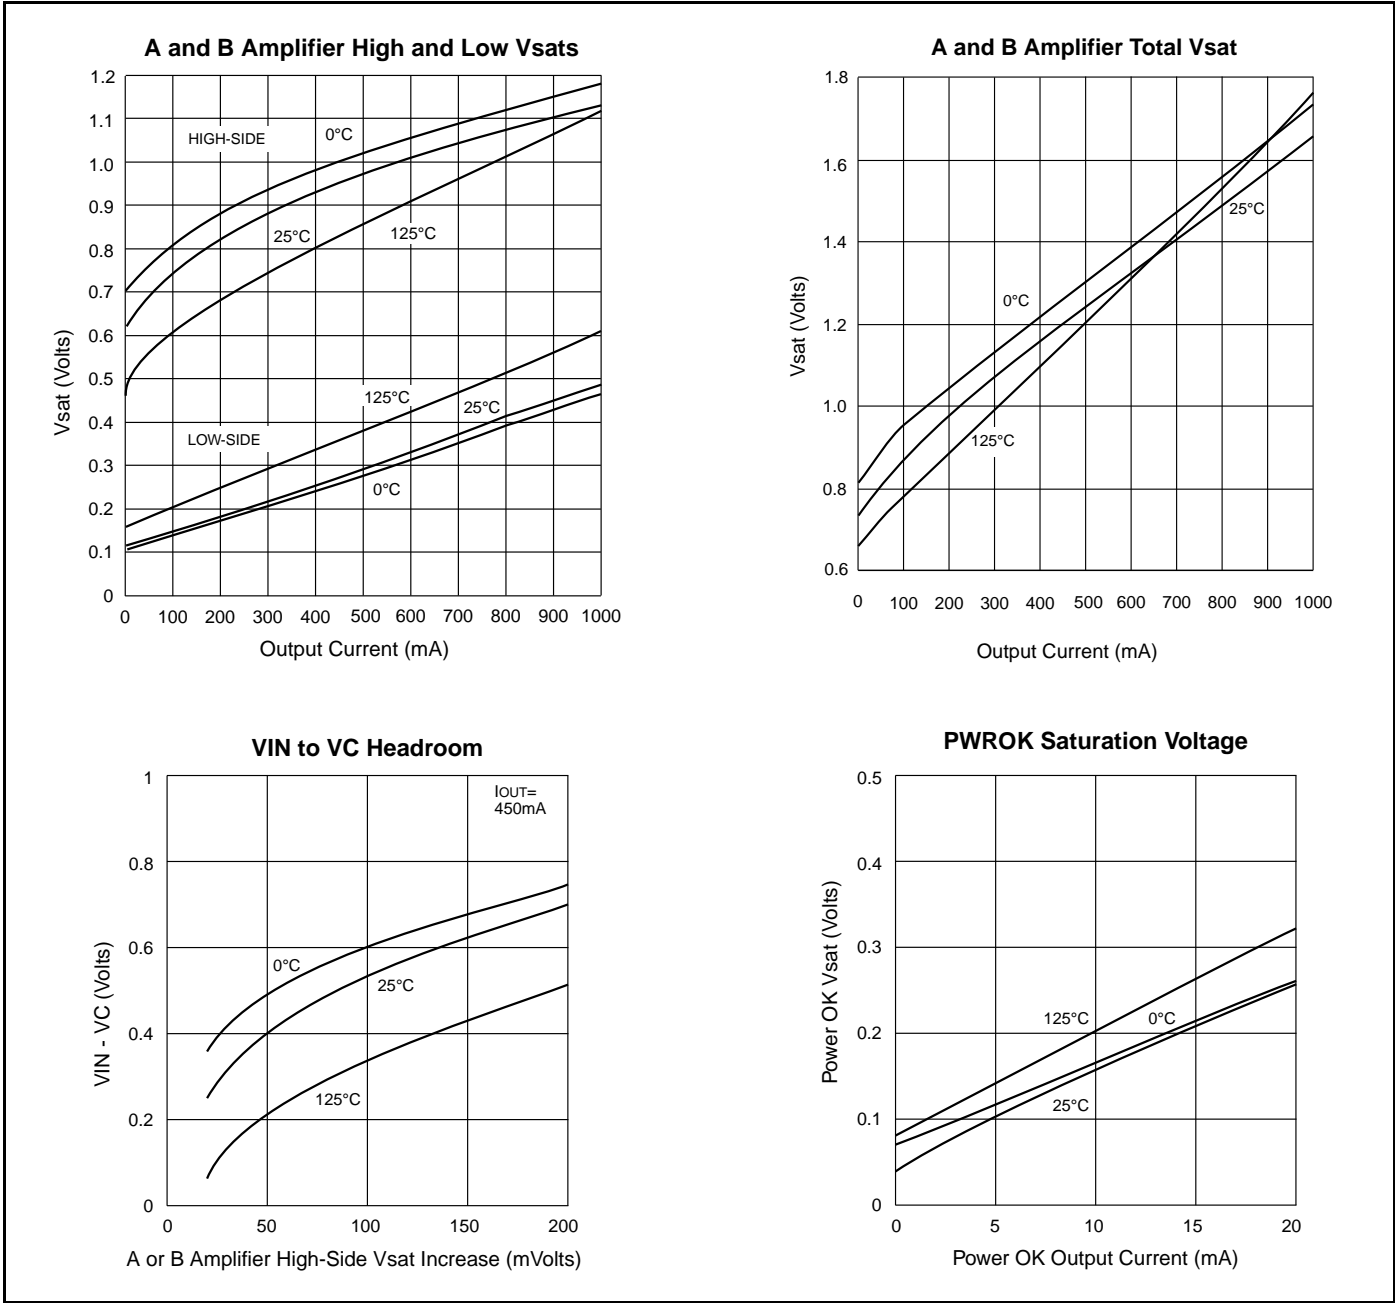 A and B Amplifier High and Low Vsats
1.2
1.1
1.0
0.9
0.8
0.7
0.6
0.5
0.4
0.3
0.2
0.1
0
HIGH-SIDE
0°C
25°C
125°C
125°C
25°C
LOW-SIDE
0°C
Vsat (Volts)
0 100 200 300 400 500 600 700 800 900 1000
Output Current (mA)
A and B Amplifier Total Vsat
1.8
1.6
1.4
1.2
1.0
0.8
0.6
25°C
0°C
125°C
Vsat (Volts)
0 100 200 300 400 500 600 700 800 900 1000
Output Current (mA)
VIN to VC Headroom
1
0.8
0.6
0.4
0.2
0
IOUT=
450mA
0°C
25°C
125°C
VIN - VC (Volts)
0 50 100 150 200
A or B Amplifier High-Side Vsat Increase (mVolts)
PWROK Saturation Voltage
0.5
0.4
0.3
0.2
0.1
0
125°C
0°C
25°C
Power OK Vsat (Volts)
0 5 10 15 20
Power OK Output Current (mA)